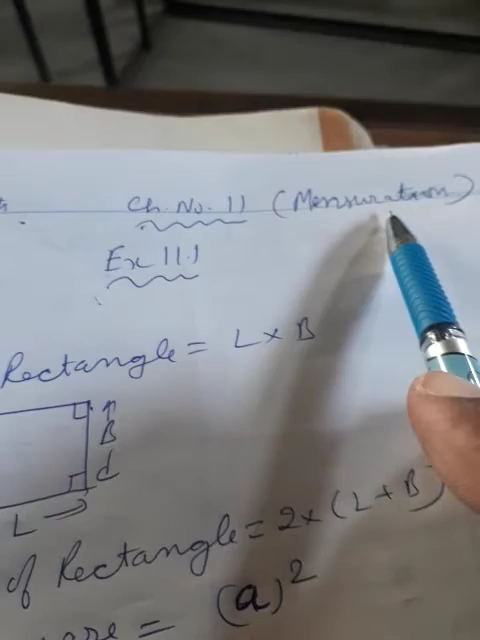 Ch. No. 11 (Mensuration)
Ex 11.1
Rectangle = L × B
B
d
L
of Rectangle = 2 × (L + B)
= (a)²